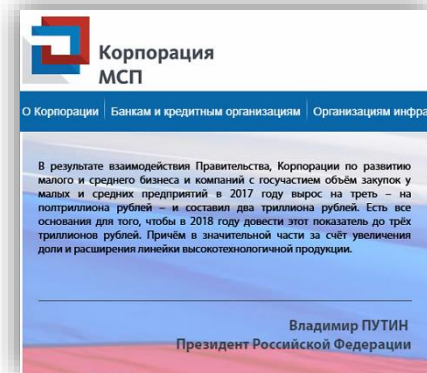 Корпорация
МСП
О Корпорации Банкам и кредитным организациям Организациям инфра
В результате взаимодействия Правительства, Корпорации по развитию
малого и среднего бизнеса и компаний с госучастием объём закупок у
малых и средних предприятий в 2017 году вырос на треть – на
полтриллиона рублей – и составил два триллиона рублей. Есть все
основания для того, чтобы в 2018 году довести этот показатель до трёх
триллионов рублей. Причём в значительной части за счёт увеличения
доли и расширения линейки высокотехнологичной продукции.
Владимир ПУТИН
Президент Российской Федерации